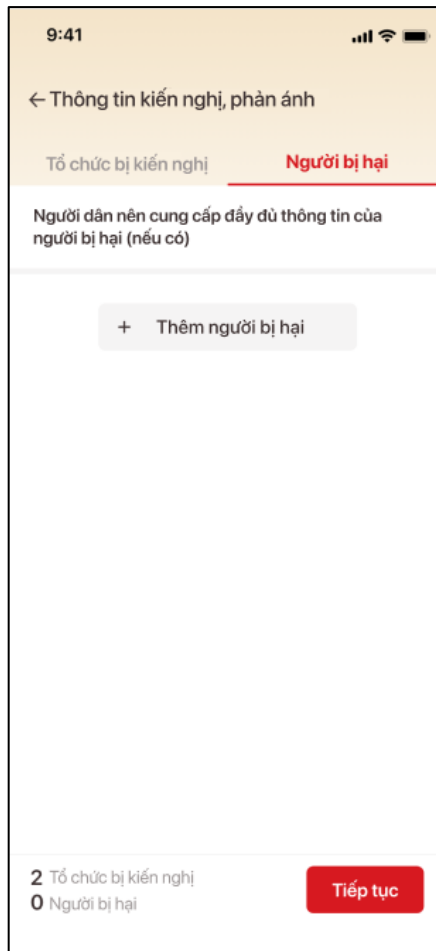 9:41
Thông tin kiến nghị, phản ánh
Tổ chức bị kiến nghị
Người bị hại
Người dân nên cung cấp đầy đủ thông tin của
người bị hại (nếu có)
+ Thêm người bị hại
2 Tổ chức bị kiến nghị
0 Người bị hại
Tiếp tục